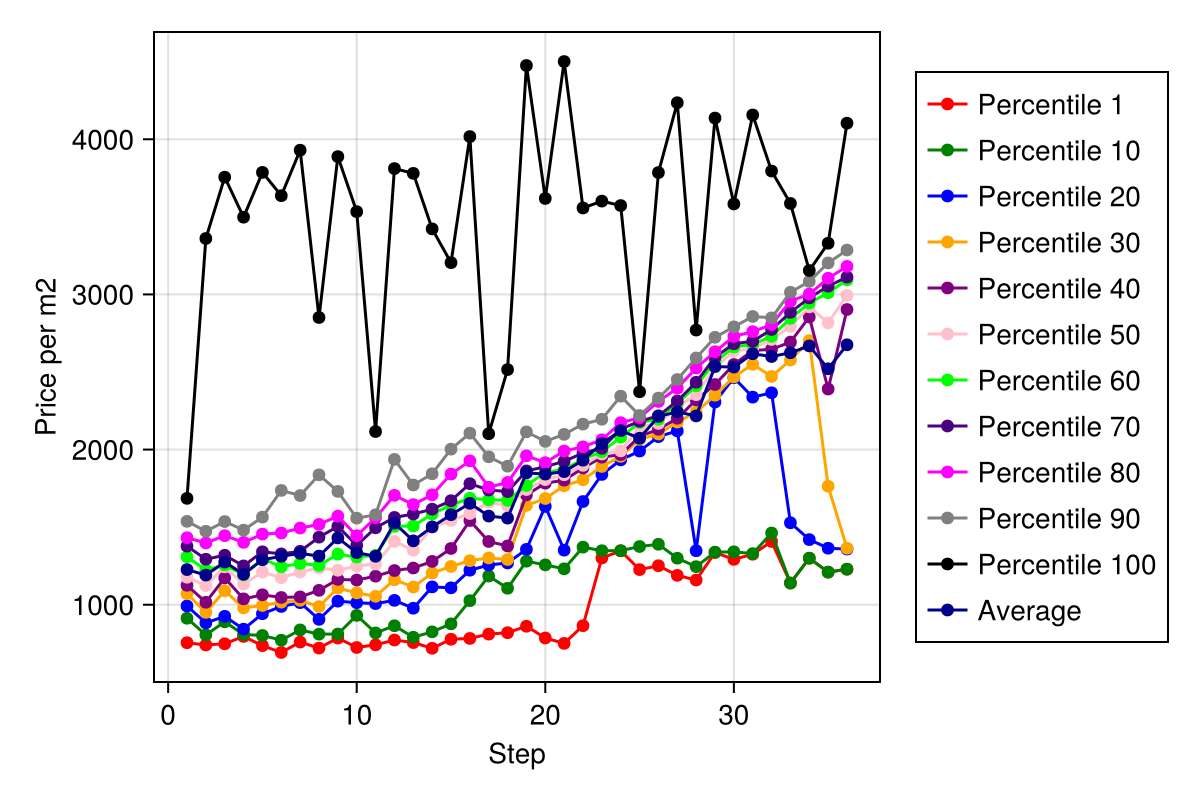 Price per m2
4000
3000
2000
1000
0
10
20
30
Step
Percentile 1
Percentile 10
Percentile 20
Percentile 30
Percentile 40
Percentile 50
Percentile 60
Percentile 70
Percentile 80
Percentile 90
Percentile 100
Average